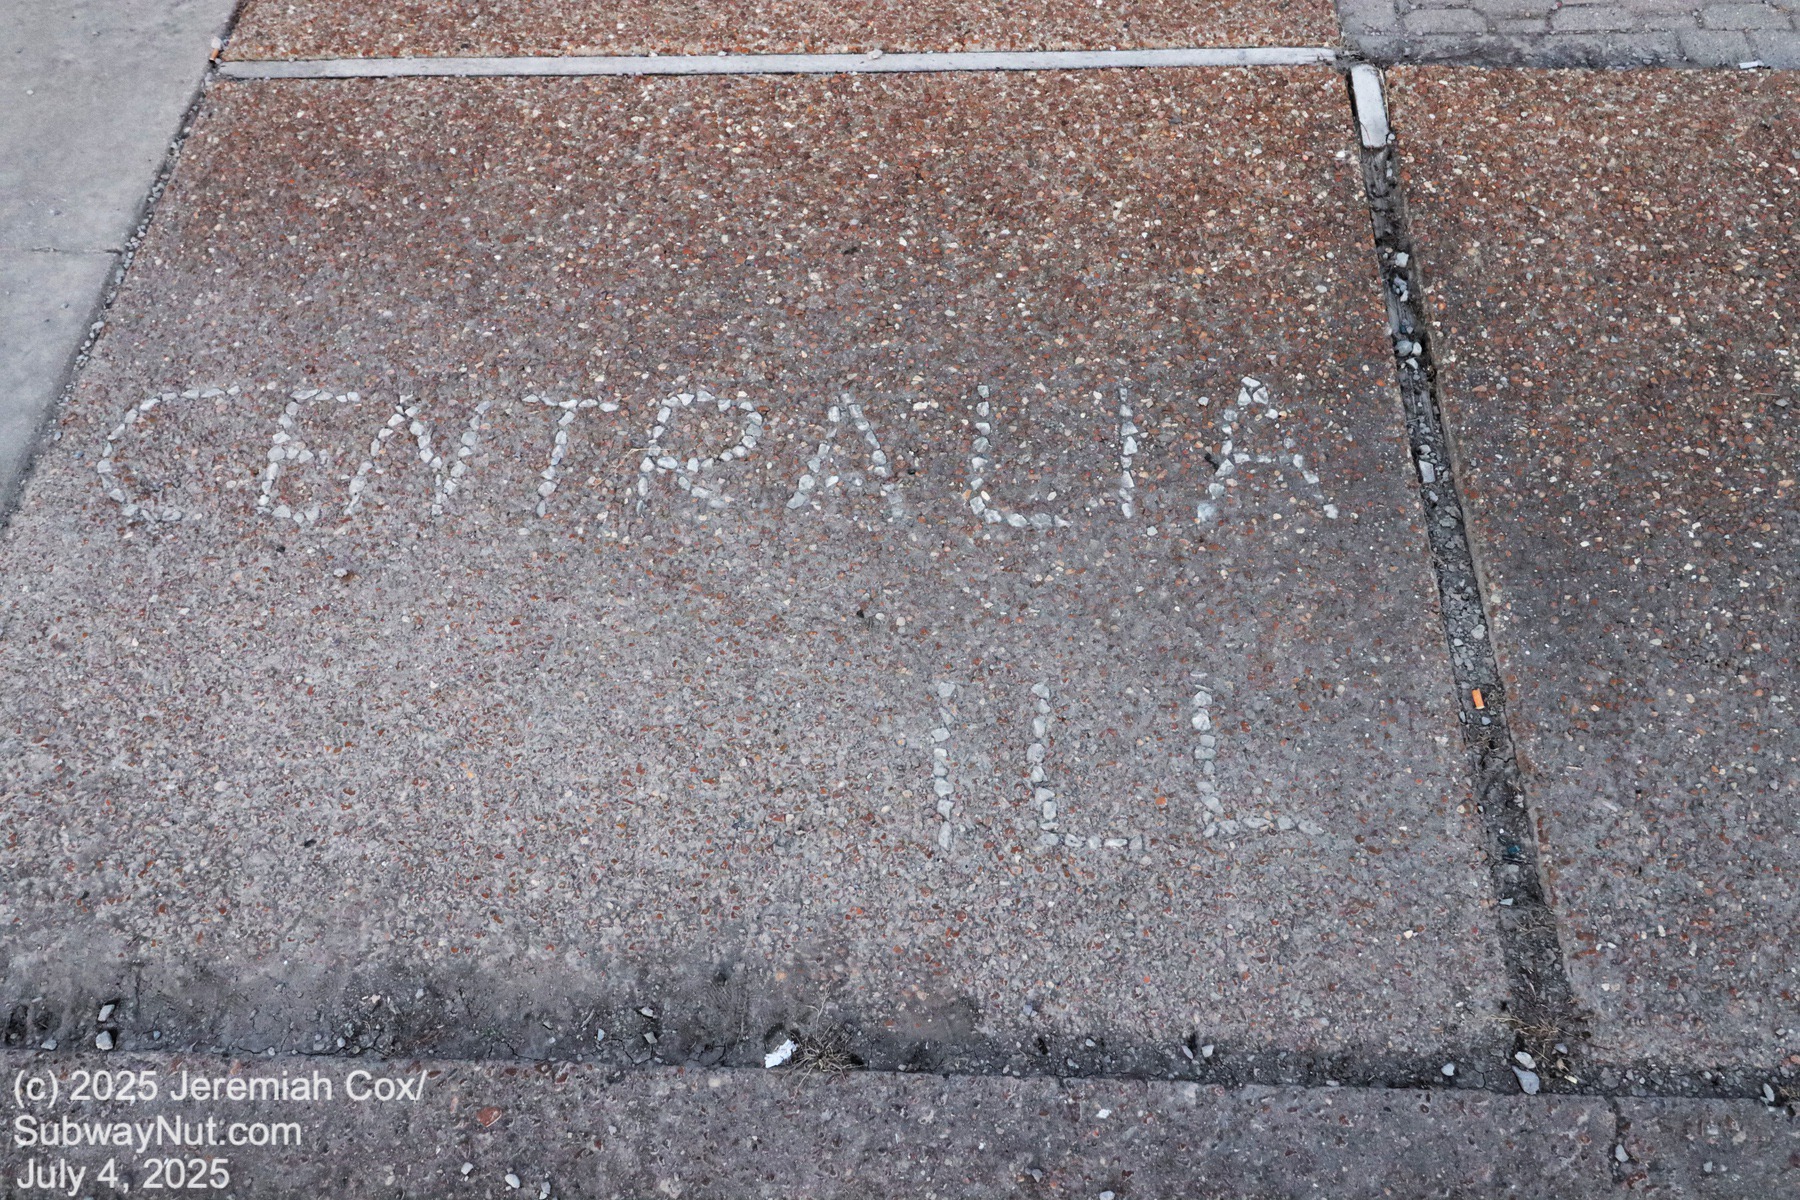 CENTRALIA
ILL
(c) 2025 Jeremiah Cox/
SubwayNut.com
July 4, 2025